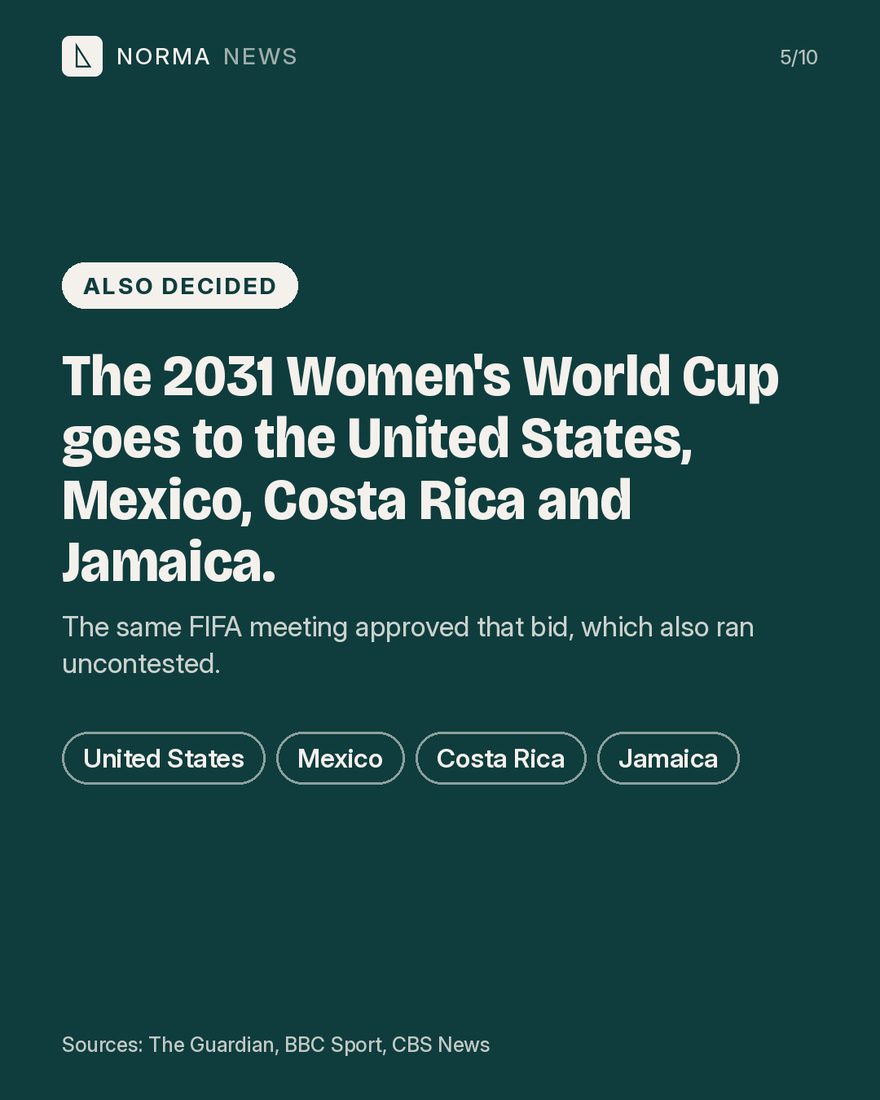 NORMA NEWS
5/10
ALSO DECIDED
The 2031 Women's World Cup
goes to the United States,
Mexico, Costa Rica and
Jamaica.
The same FIFA meeting approved that bid, which also ran
uncontested.
United States
Mexico
Costa Rica
Jamaica
Sources: The Guardian, BBC Sport, CBS News